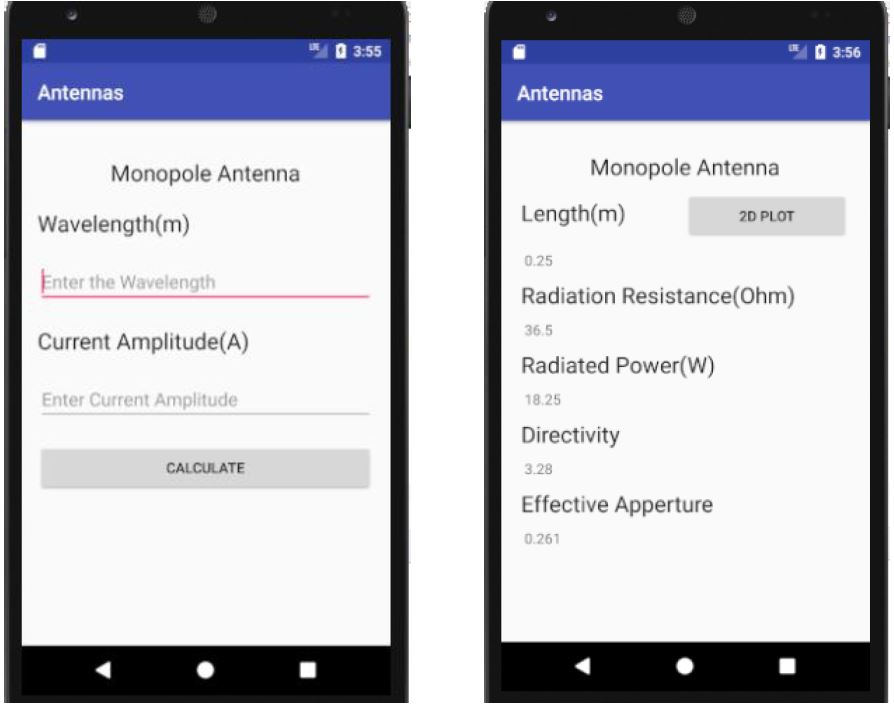 LTE 3:55
Antennas
Monopole Antenna
Wavelength(m)
Enter the Wavelength
Current Amplitude(A)
Enter Current Amplitude
CALCULATE
LTE 3:56
Antennas
Monopole Antenna
Length(m) 2D PLOT
0.25
Radiation Resistance(Ohm)
36.5
Radiated Power(W)
18.25
Directivity
3.28
Effective Apperture
0.261